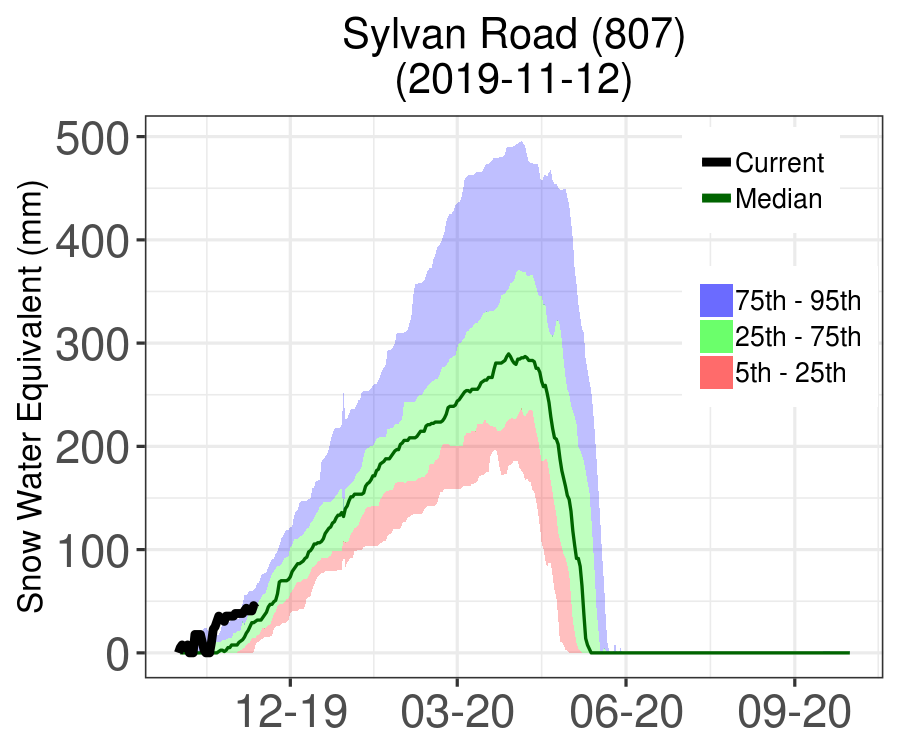 Sylvan Road (807)
(2019-11-12)
Snow Water Equivalent (mm)
500
400
300
200
100
0
12-19
03-20
06-20
09-20
Current
Median
75th - 95th
25th - 75th
5th - 25th